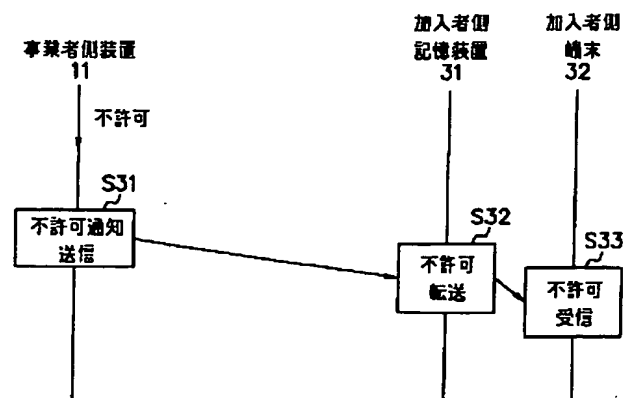 事業者側装置
11
加入者側
記憶装置
31
加入者側
端末
32
不許可
S31
不許可通知
送信
S32
不許可
転送
S33
不許可
受信